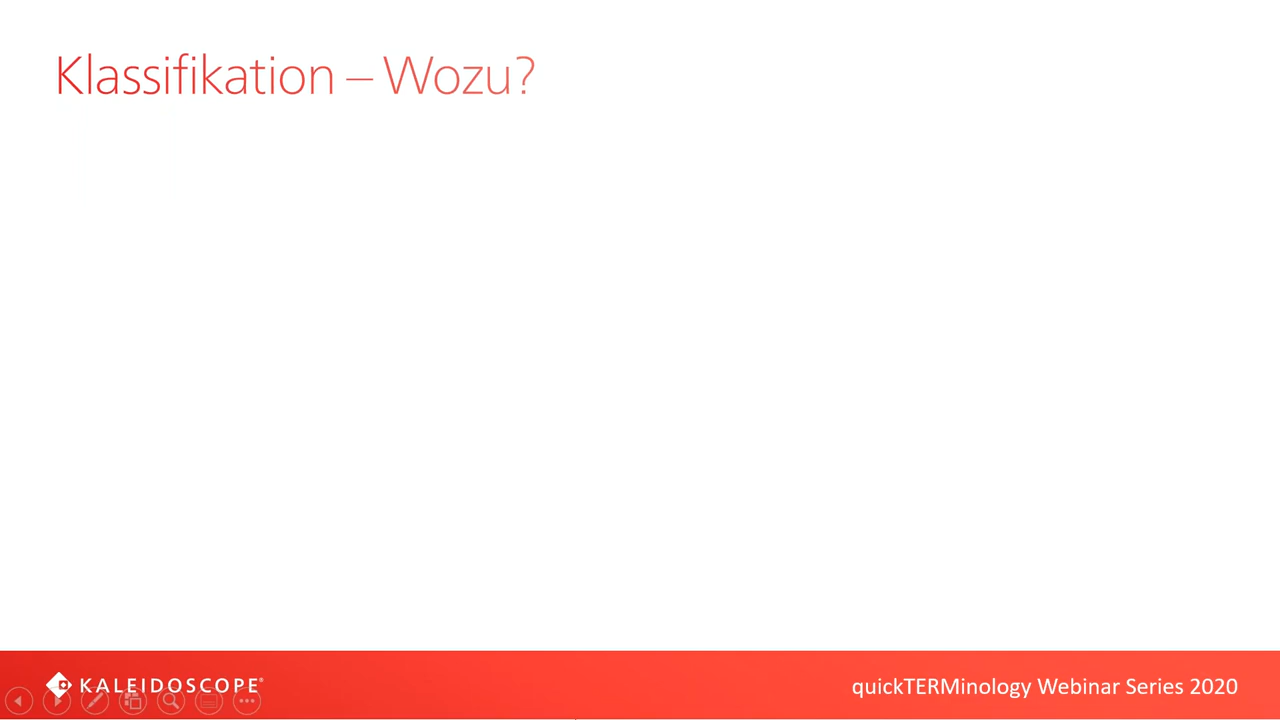 Klassifikation – Wozu?
KALEIDOSCOPE®
quickTERMinology Webinar Series 2020